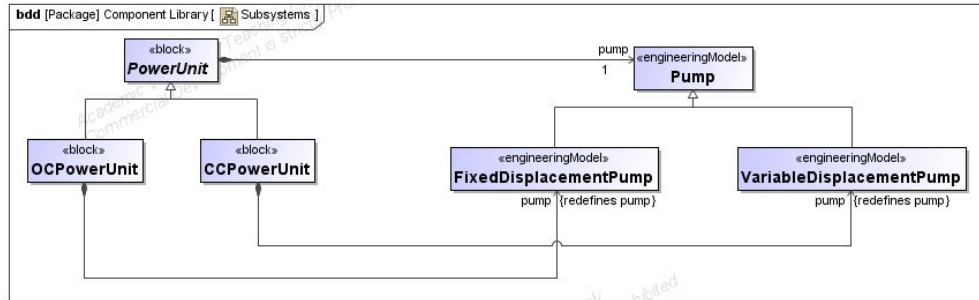 bdd [Package] Component Library [ Subsystems ]
«block»
PowerUnit
pump
1
«engineeringModel»
Pump
«block»
OCPowerUnit
«block»
CCPowerUnit
«engineeringModel»
FixedDisplacementPump
«engineeringModel»
VariableDisplacementPump
pump {redefines pump}
pump {redefines pump}